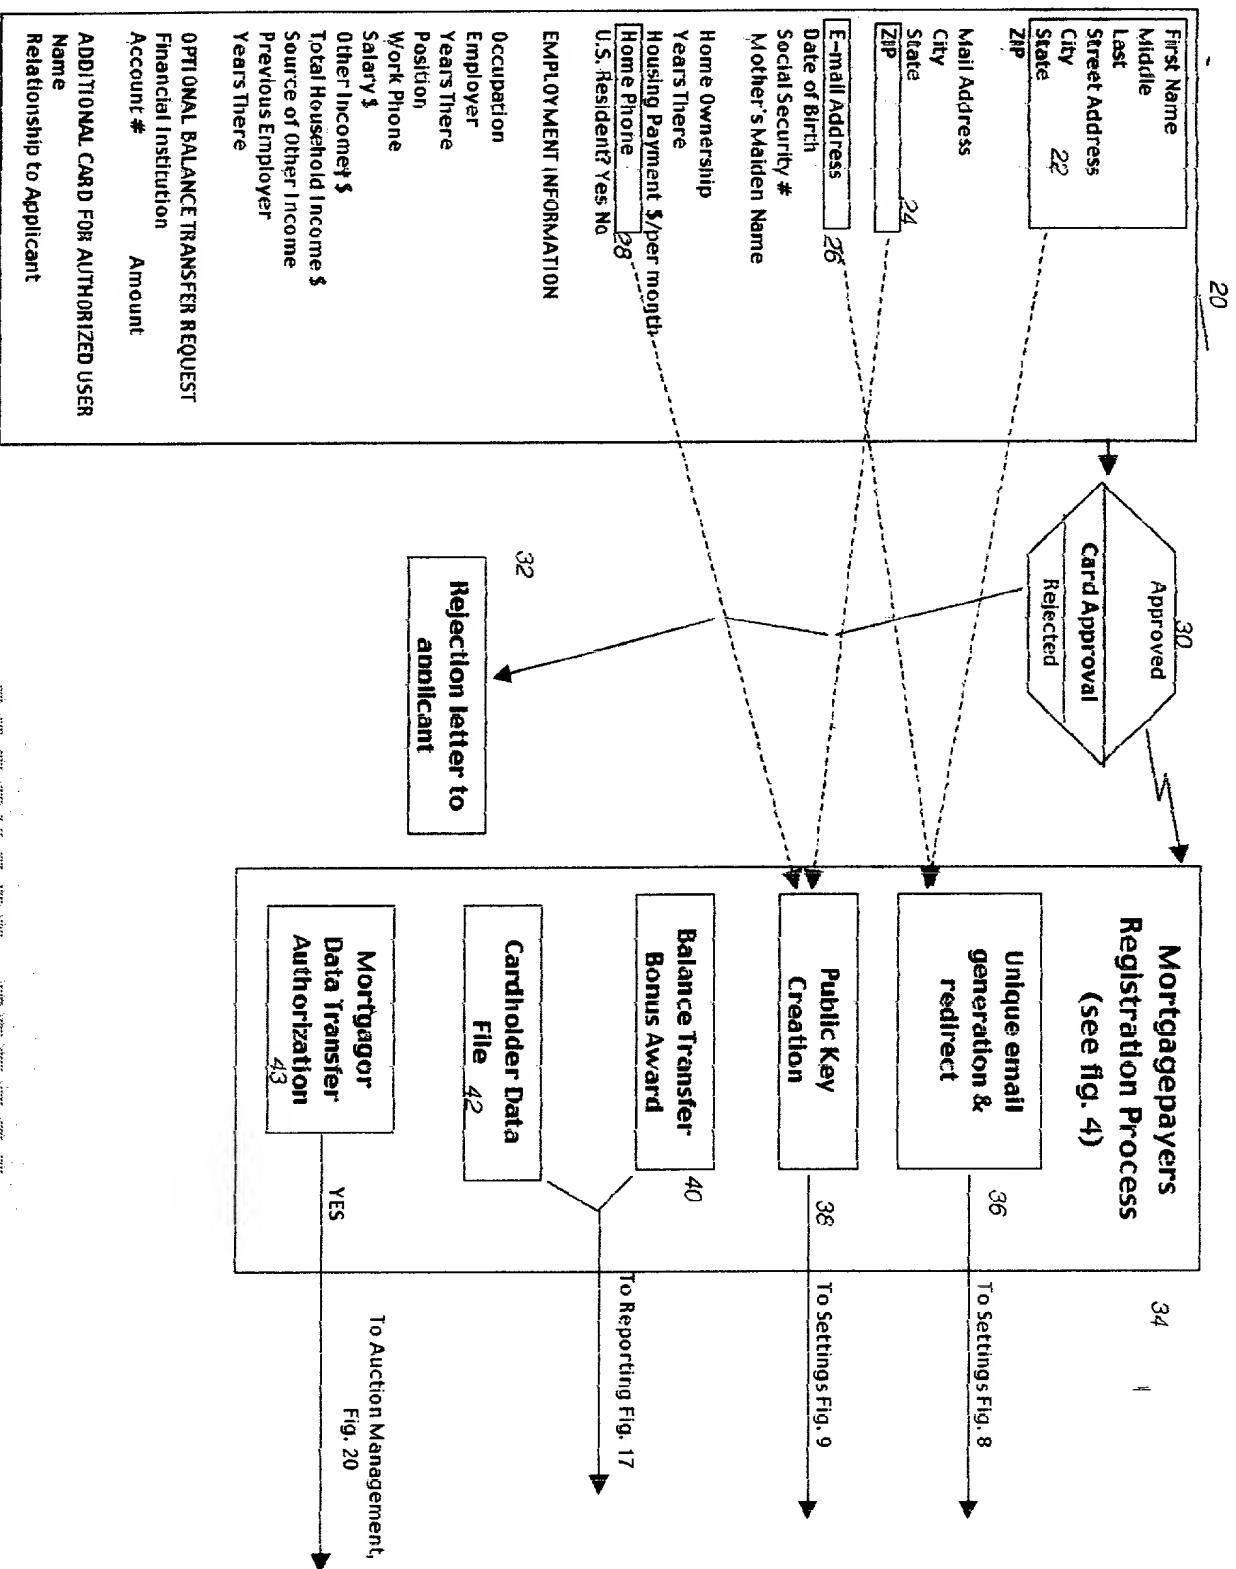 20
First Name
Middle
Last
Street Address
City 22
State
ZIP
Mail Address
City
State 24
ZIP
E-mail Address 26
Date of Birth
Social Security #
Mother's Maiden Name
Home Ownership
Years There
Housing Payment $/per month
Home Phone 28
U.S. Resident? Yes No
EMPLOYMENT INFORMATION
Occupation
Employer
Years There
Position
Work Phone
Salary $
Other Income† $
Total Household Income $
Source of Other Income
Previous Employer
Years There
OPTIONAL BALANCE TRANSFER REQUEST
Financial Institution
Account # Amount
ADDITIONAL CARD FOR AUTHORIZED USER
Name
Relationship to Applicant
30
Approved
Card Approval
Rejected
32
Rejection letter to
applicant
34
Mortgagepayers
Registration Process
(see fig. 4)
Unique email
generation &
redirect
36
To Settings Fig. 8
Public Key
Creation
38
To Settings Fig. 9
Balance Transfer
Bonus Award
40
Cardholder Data
File 42
To Reporting Fig. 17
Mortgagor
Data Transfer
Authorization
43
YES
To Auction Management,
Fig. 20